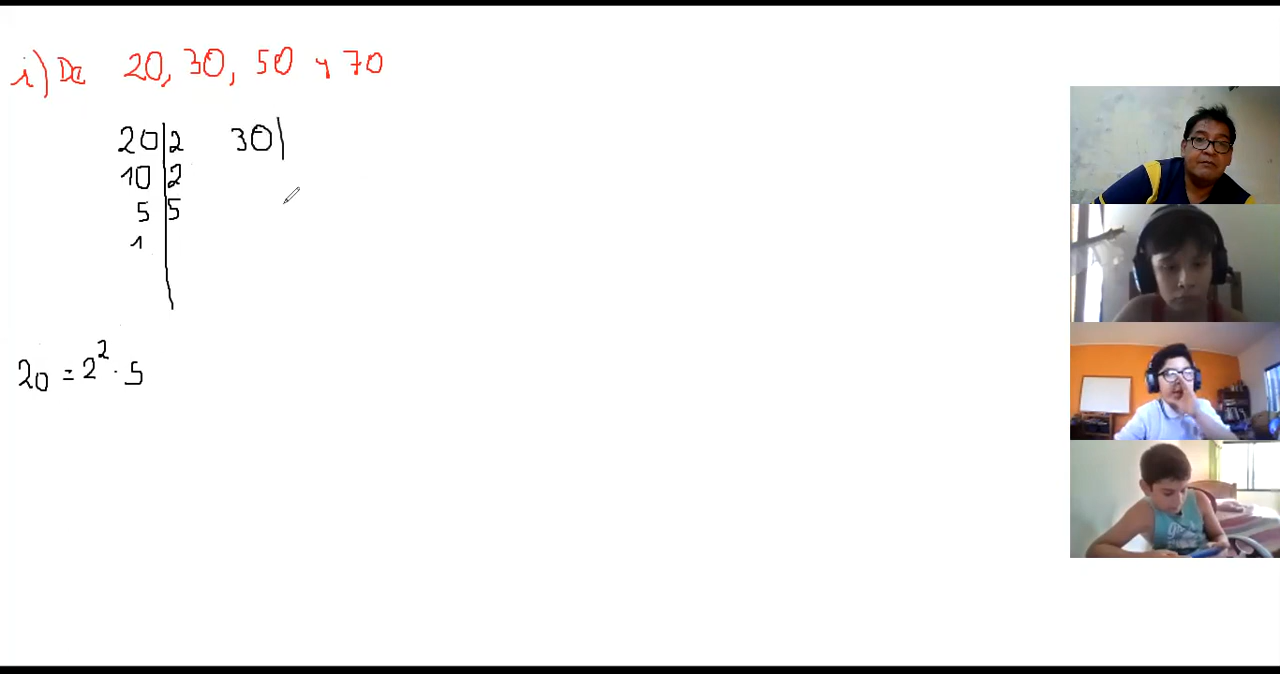 i) De 20, 30, 50 y 70
20|2 30|
10|2
5|5
1
20 = 2² · 5